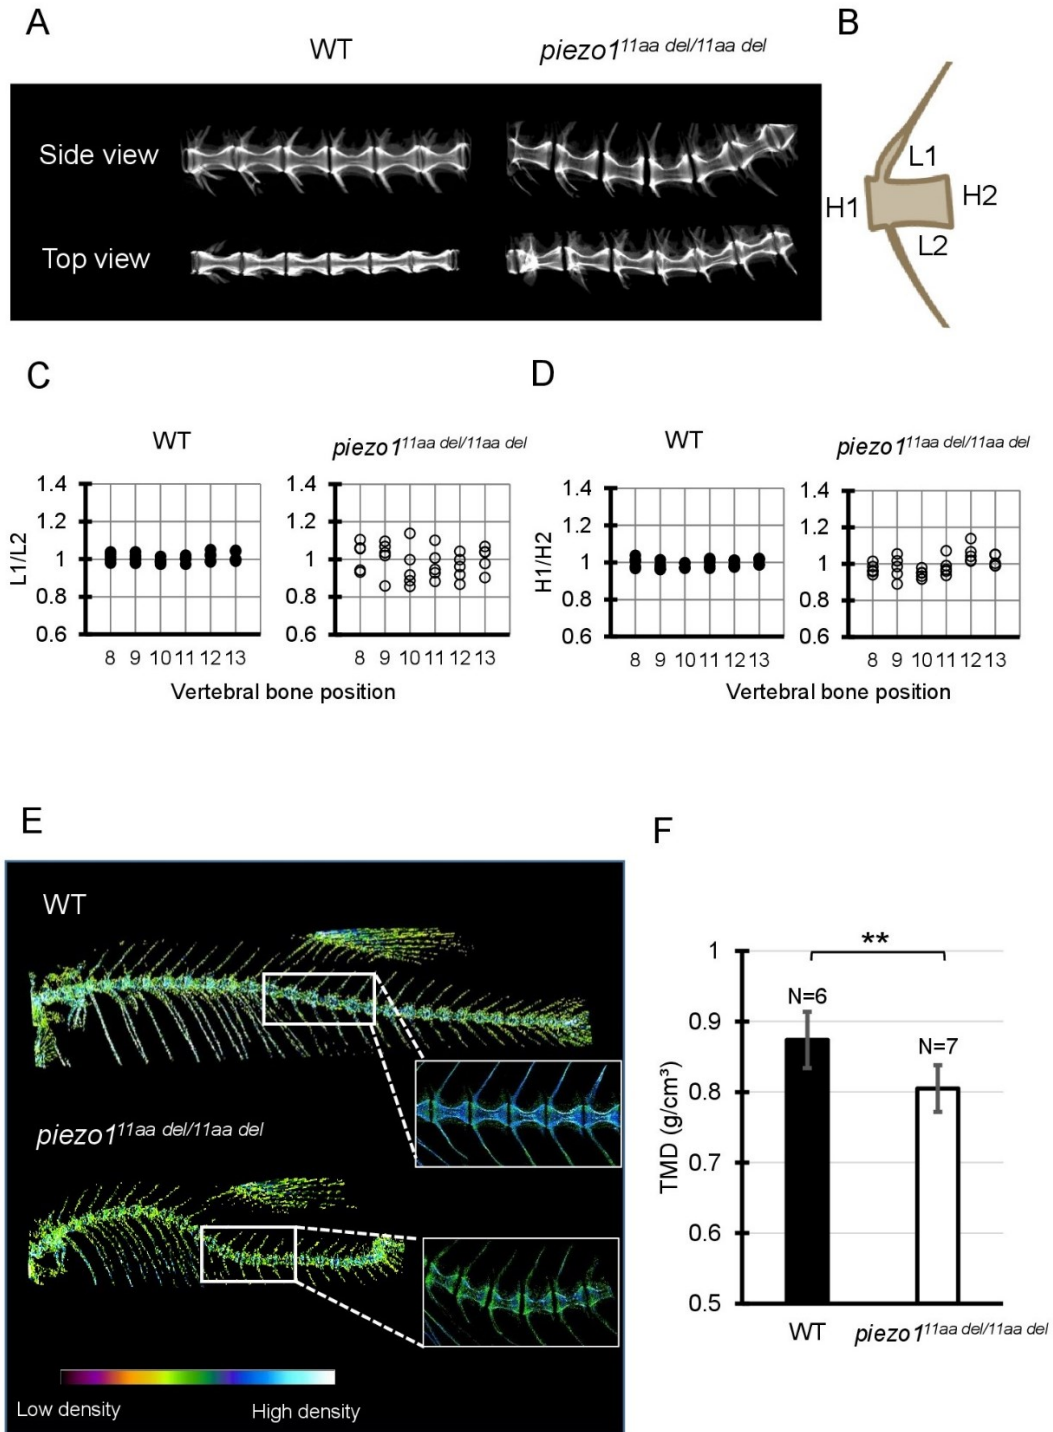 A
WT
piezo1 11aa del/11aa del
Side view
Top view
B
L1
H1
H2
L2
C
WT
piezo1 11aa del/11aa del
L1/L2
1.4
1.2
1
0.8
0.6
8 9 10 11 12 13
1.4
1.2
1
0.8
0.6
8 9 10 11 12 13
Vertebral bone position
D
WT
piezo1 11aa del/11aa del
H1/H2
1.4
1.2
1
0.8
0.6
8 9 10 11 12 13
1.4
1.2
1
0.8
0.6
8 9 10 11 12 13
Vertebral bone position
E
WT
piezo1 11aa del/11aa del
Low density
High density
F
**
N=6
N=7
TMD (g/cm³)
1
0.9
0.8
0.7
0.6
0.5
WT
piezo1 11aa del/11aa del